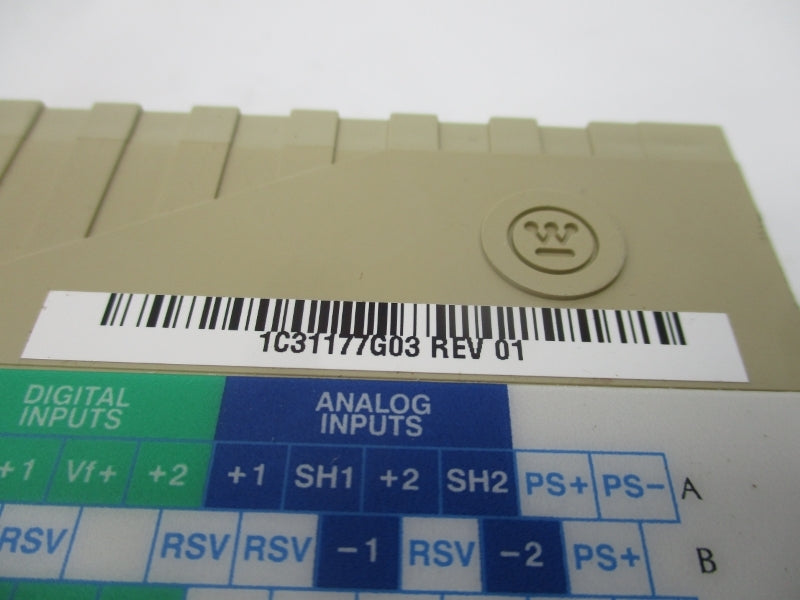 W
1C31177G03 REV 01
DIGITAL
INPUTS
ANALOG
INPUTS
+1 Vf+ +2 +1 SH1 +2 SH2 PS+ PS- A
RSV RSV RSV -1 RSV -2 PS+ B